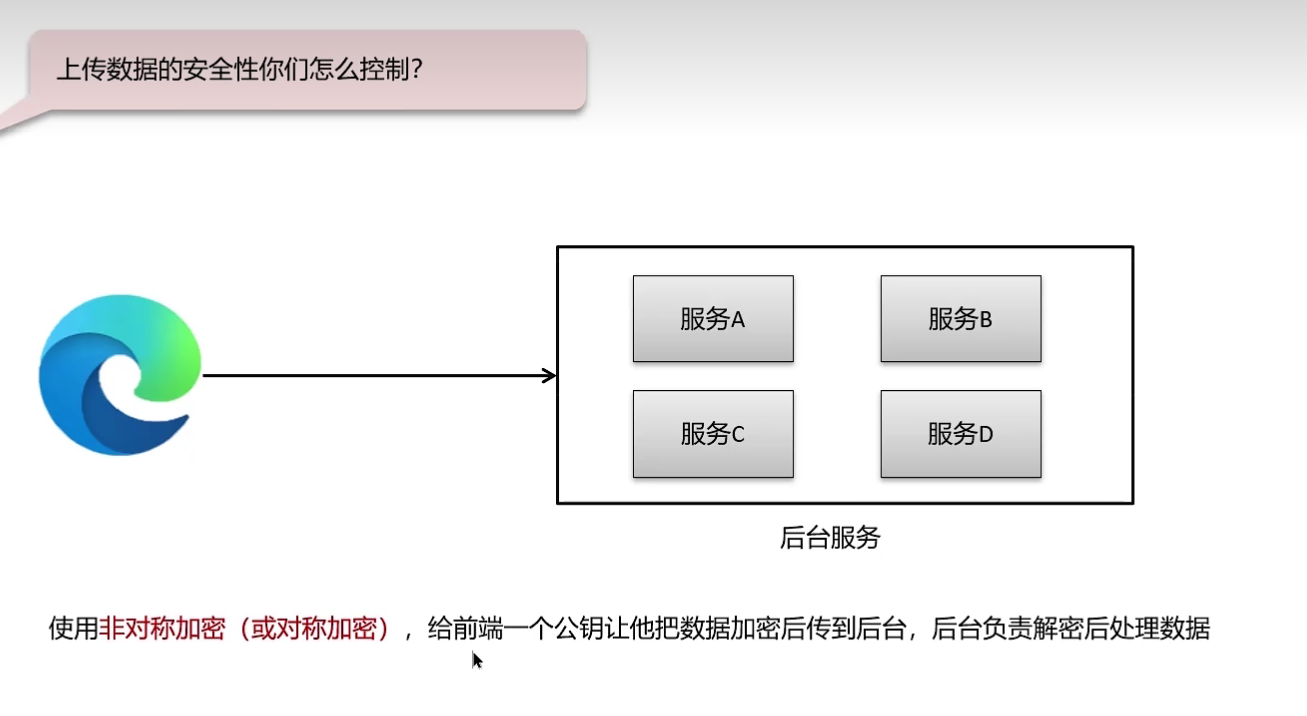 上传数据的安全性你们怎么控制？
服务A
服务B
服务C
服务D
后台服务
使用非对称加密（或对称加密），给前端一个公钥让他把数据加密后传到后台，后台负责解密后处理数据